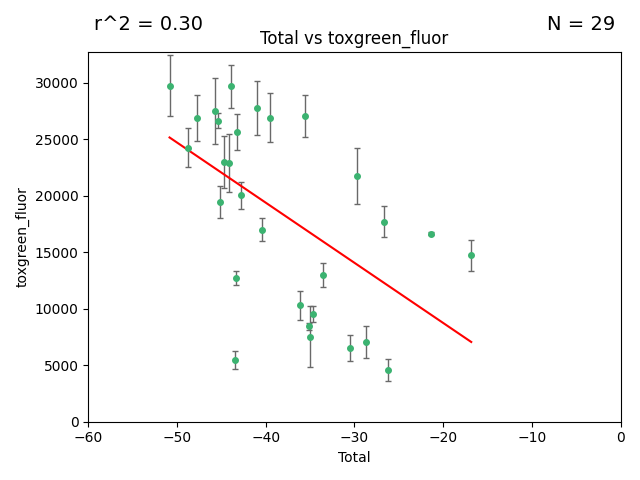 r^2 = 0.30
N = 29
Total vs toxgreen_fluor
30000
25000
20000
15000
10000
5000
0
toxgreen_fluor
−60
−50
−40
−30
−20
−10
0
Total